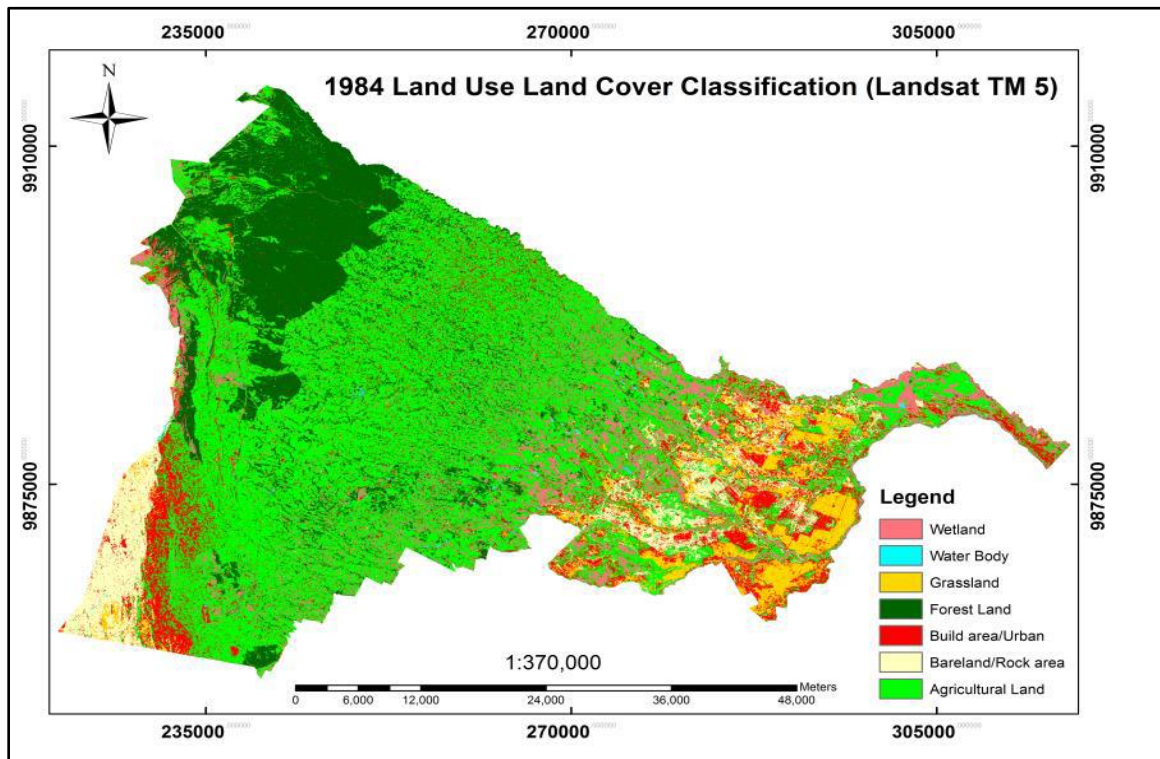 235000 270000 305000
N
1984 Land Use Land Cover Classification (Landsat TM 5)
9910000 9910000
9875000 9875000
Legend
Wetland
Water Body
Grassland
Forest Land
Build area/Urban
Bareland/Rock area
Agricultural Land
1:370,000
Meters
0 6,000 12,000 24,000 36,000 48,000
235000 270000 305000